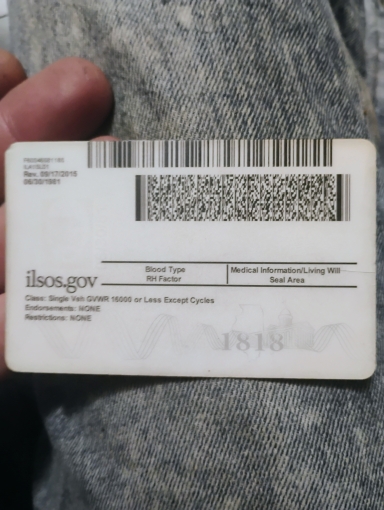 Rev. 09/17/2015
ilsos.gov
Blood Type
RH Factor
Medical Information/Living Will
Seal Area
Class: Single Veh GVWR 16000 or Less Except Cycles
Endorsements: NONE
Restrictions: NONE
1818